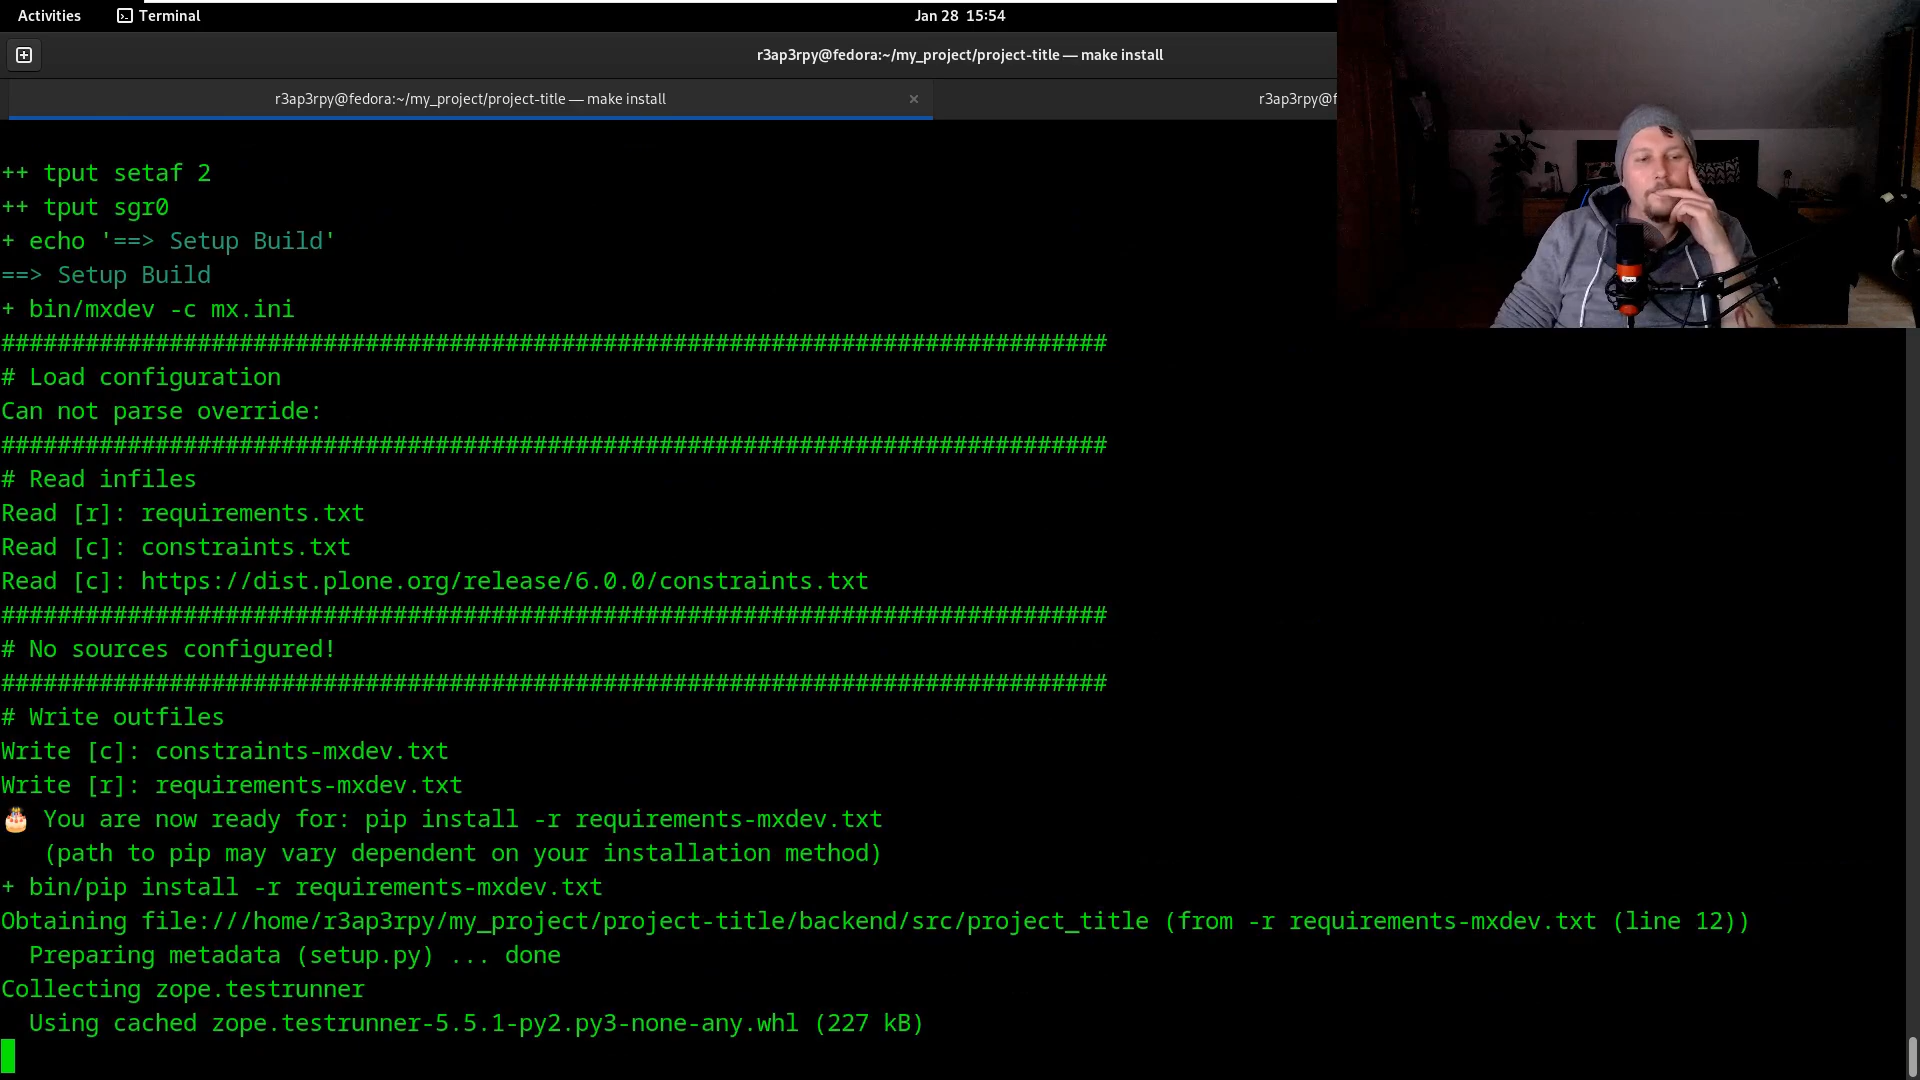 Activities
Terminal
Jan 28 15:54
r3ap3rpy@fedora:~/my_project/project-title — make install
r3ap3rpy@fedora:~/my_project/project-title — make install ×
r3ap3rpy@f
++ tput setaf 2
++ tput sgr0
+ echo '==> Setup Build'
==> Setup Build
+ bin/mxdev -c mx.ini
###############################################################################
# Load configuration
Can not parse override:
###############################################################################
# Read infiles
Read [r]: requirements.txt
Read [c]: constraints.txt
Read [c]: https://dist.plone.org/release/6.0.0/constraints.txt
###############################################################################
# No sources configured!
###############################################################################
# Write outfiles
Write [c]: constraints-mxdev.txt
Write [r]: requirements-mxdev.txt
🎂 You are now ready for: pip install -r requirements-mxdev.txt
(path to pip may vary dependent on your installation method)
+ bin/pip install -r requirements-mxdev.txt
Obtaining file:///home/r3ap3rpy/my_project/project-title/backend/src/project_title (from -r requirements-mxdev.txt (line 12))
Preparing metadata (setup.py) ... done
Collecting zope.testrunner
Using cached zope.testrunner-5.5.1-py2.py3-none-any.whl (227 kB)